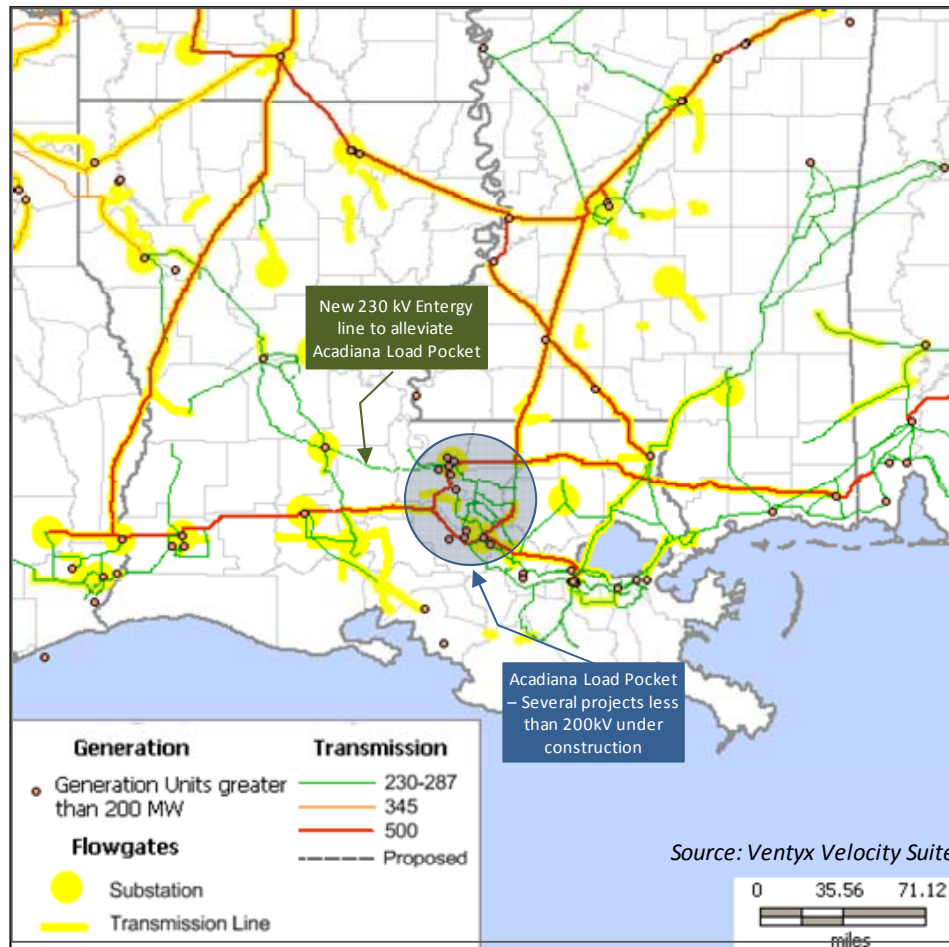 New 230 kV Entergy
line to alleviate
Acadiana Load Pocket
Acadiana Load Pocket
– Several projects less
than 200kV under
construction
Generation
Generation Units greater
than 200 MW
Flowgates
Substation
Transmission Line
Transmission
230-287
345
500
Proposed
Source: Ventyx Velocity Suite
0 35.56 71.12
miles